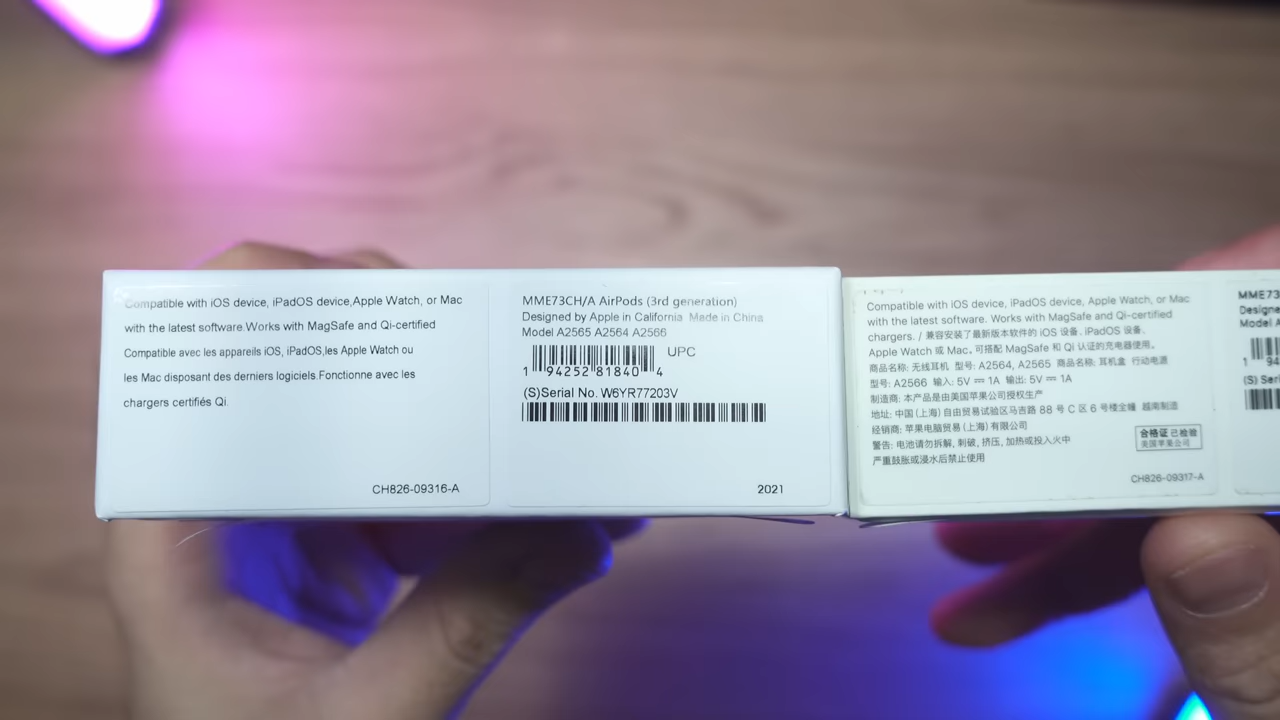 Compatible with iOS device, iPadOS device,Apple Watch, or Mac
with the latest software.Works with MagSafe and Qi-certified
Compatible avec les appareils iOS, iPadOS,les Apple Watch ou
les Mac disposant des derniers logiciels.Fonctionne avec les
chargers certifiés Qi.
CH826-09316-A
MME73CH/A AirPods (3rd generation)
Designed by Apple in California Made in China
Model A2565 A2564 A2566
UPC
1 94252 81840 4
(S)Serial No. W6YR77203V
2021
Compatible with iOS device, iPadOS device, Apple Watch, or Mac
with the latest software. Works with MagSafe and Qi-certified
chargers. / 兼容安装了最新版本软件的 iOS 设备、iPadOS 设备、
Apple Watch 或 Mac。可搭配 MagSafe 和 Qi 认证的充电器使用。
商品名称: 无线耳机 型号: A2564, A2565 商品名称: 耳机盒 行动电源
型号: A2566 输入: 5V ⎓ 1A 输出: 5V ⎓ 1A
制造商: 本产品是由美国苹果公司授权生产
地址: 中国 (上海) 自由贸易试验区马吉路 88 号 C 区 6 号楼全幢 越南制造
经销商: 苹果电脑贸易 (上海) 有限公司
警告: 电池请勿拆解, 刺破, 挤压, 加热或投入火中
严重鼓胀或浸水后禁止使用
合格证 已检验
美国苹果公司
CH826-09317-A
MME73
Designe
Model A
1 94
(S) Seri